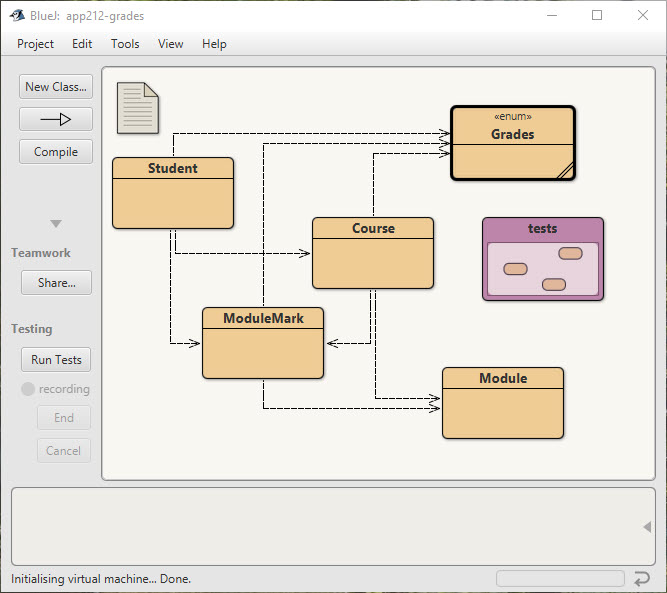 BlueJ: app212-grades
Project Edit Tools View Help
New Class...
Compile
Teamwork
Share...
Testing
Run Tests
recording
End
Cancel
«enum»
Grades
Student
Course
tests
ModuleMark
Module
Initialising virtual machine... Done.